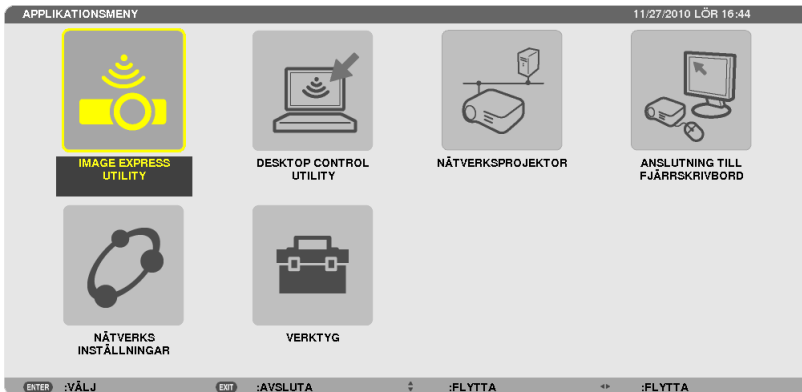 APPLIKATIONSMENY 11/27/2010 LÖR 16:44
IMAGE EXPRESS
UTILITY
DESKTOP CONTROL
UTILITY
NÄTVERKSPROJEKTOR
ANSLUTNING TILL
FJÄRRSKRIVBORD
NÄTVERKS
INSTÄLLNINGAR
VERKTYG
ENTER :VÄLJ EXIT :AVSLUTA :FLYTTA :FLYTTA